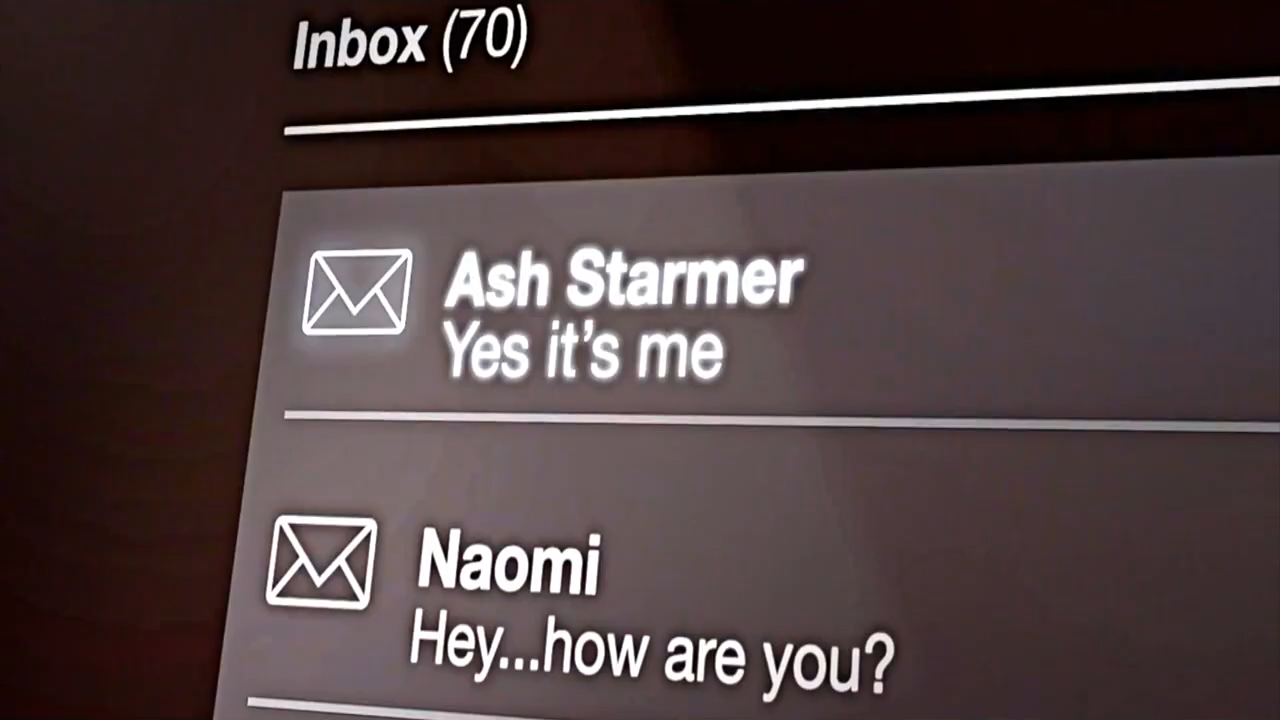 Inbox (70)
Ash Starmer
Yes it's me
Naomi
Hey...how are you?